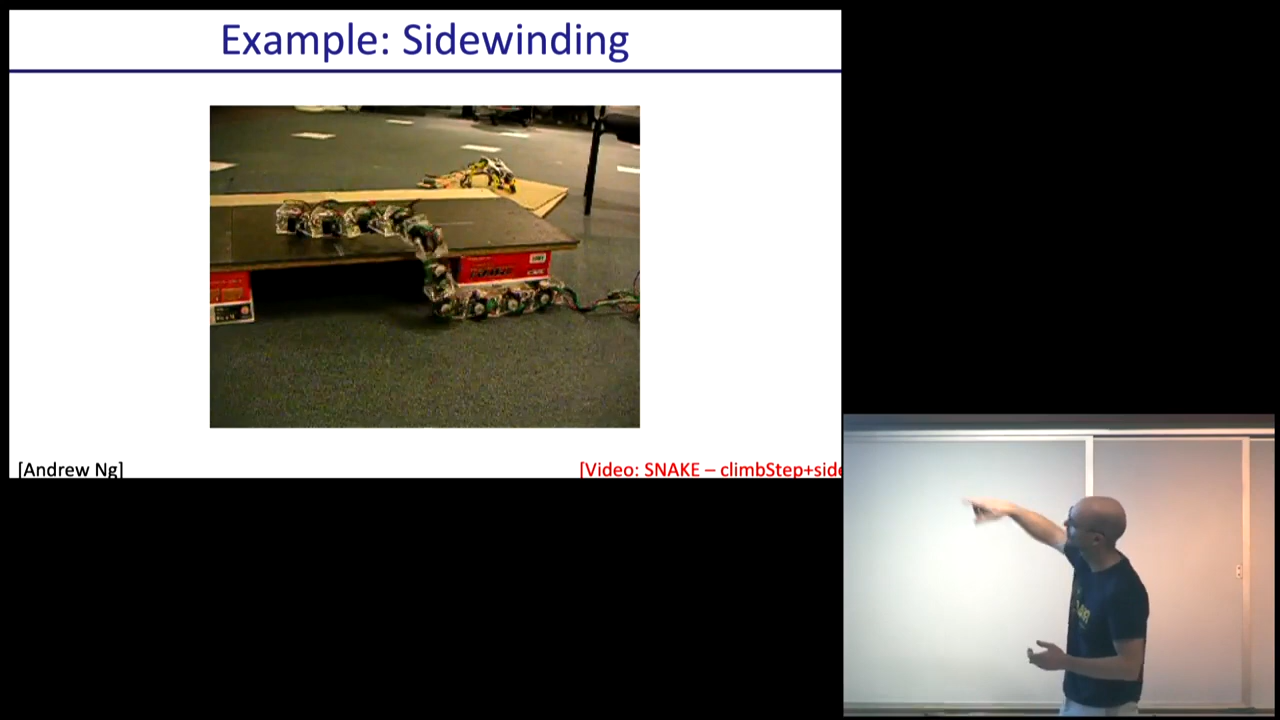 Example: Sidewinding
[Andrew Ng]
[Video: SNAKE – climbStep+side